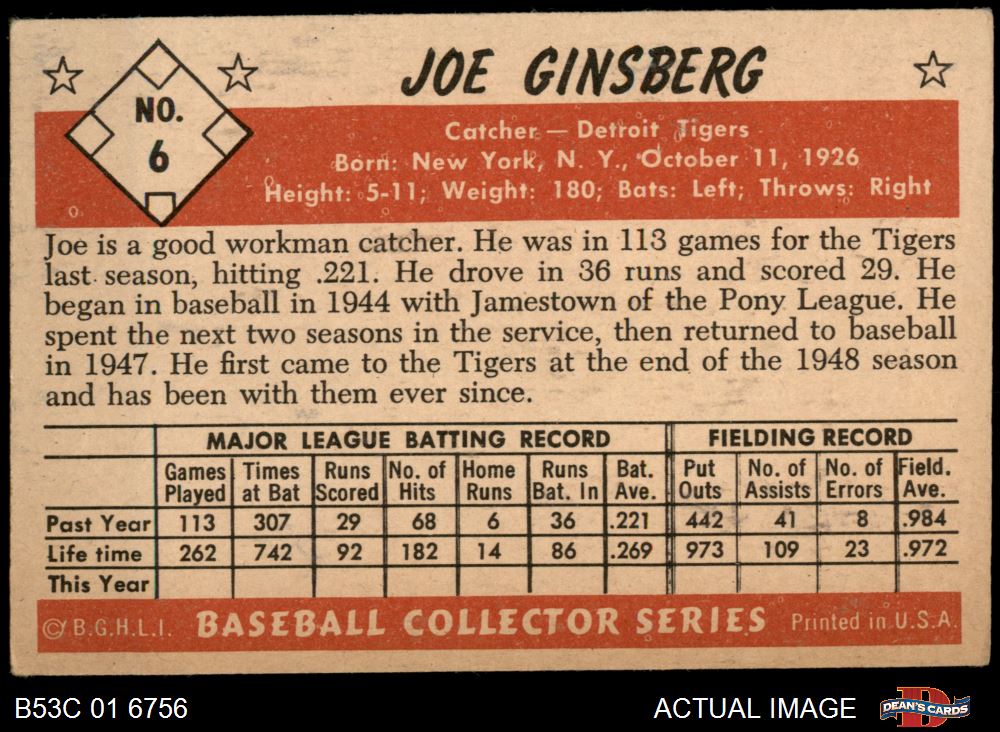 JOE GINSBERG
NO.
6
Catcher — Detroit Tigers
Born: New York, N. Y., October 11, 1926
Height: 5-11; Weight: 180; Bats: Left; Throws: Right
Joe is a good workman catcher. He was in 113 games for the Tigers
last season, hitting .221. He drove in 36 runs and scored 29. He
began in baseball in 1944 with Jamestown of the Pony League. He
spent the next two seasons in the service, then returned to baseball
in 1947. He first came to the Tigers at the end of the 1948 season
and has been with them ever since.
MAJOR LEAGUE BATTING RECORD FIELDING RECORD
Games Times Runs No. of Home Runs Bat. Put No. of No. of Field.
Played at Bat Scored Hits Runs Bat. In Ave. Outs Assists Errors Ave.
Past Year 113 307 29 68 6 36 .221 442 41 8 .984
Life time 262 742 92 182 14 86 .269 973 109 23 .972
This Year
© B.G.H.L.I. BASEBALL COLLECTOR SERIES Printed in U.S.A.
B53C 01 6756 ACTUAL IMAGE DEAN'S CARDS